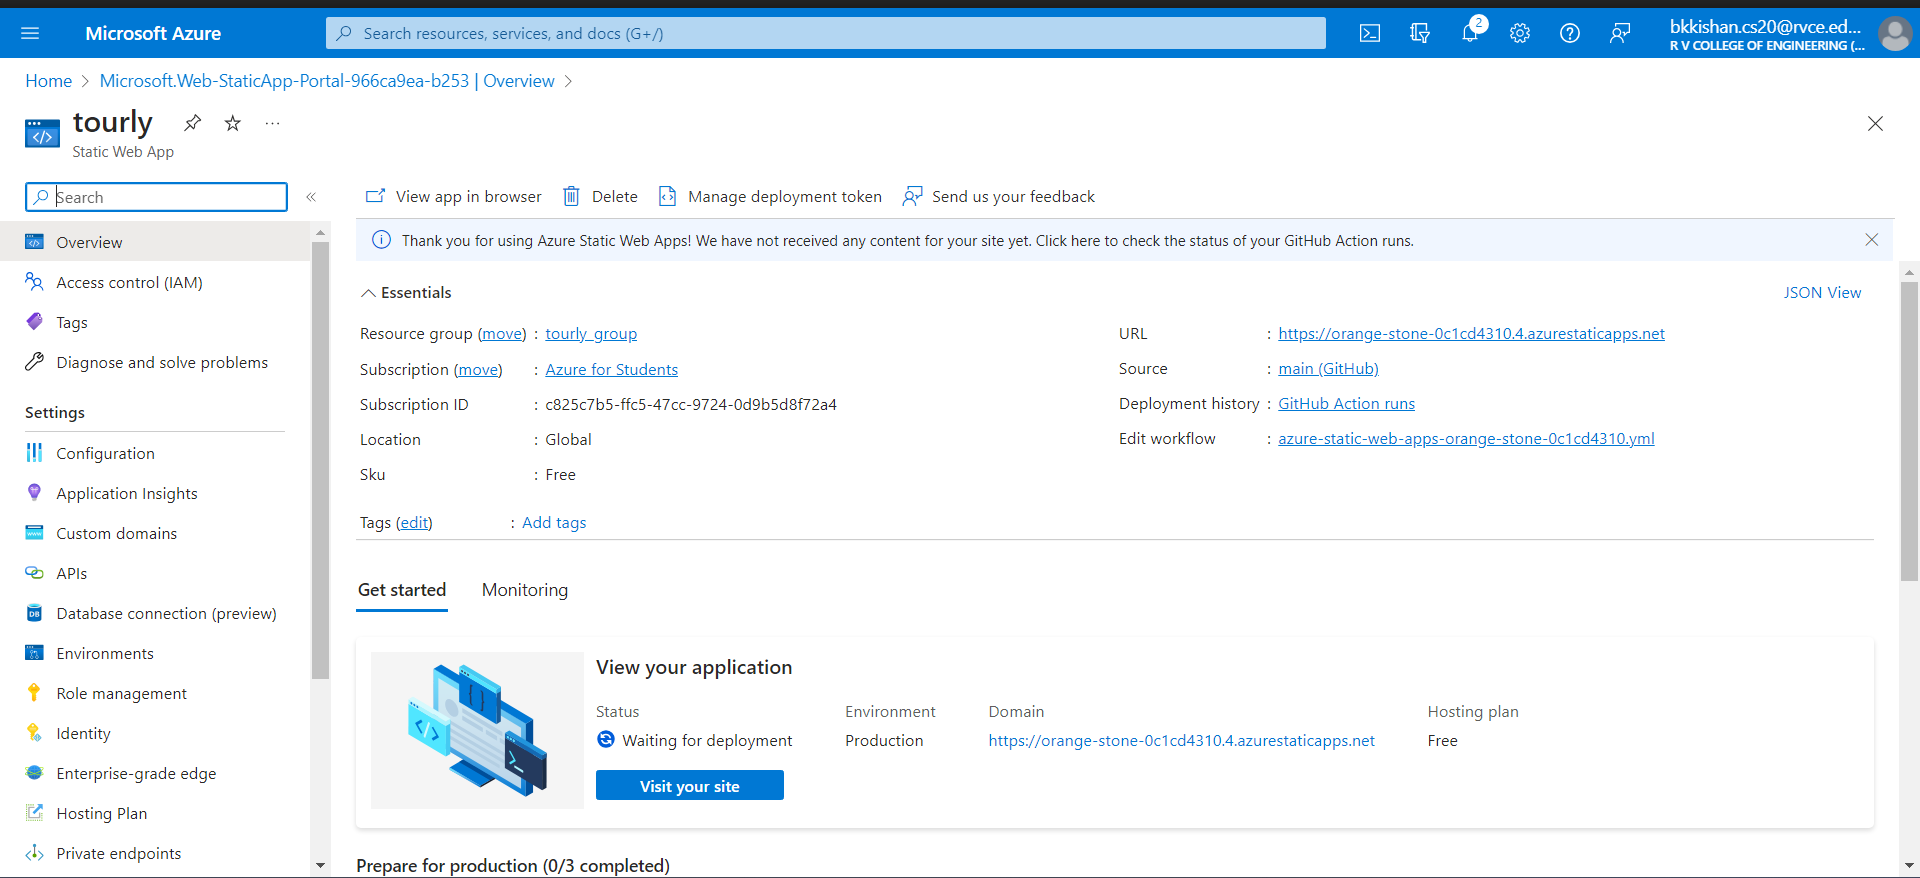 Microsoft Azure
Search resources, services, and docs (G+/)
2
bkkishan.cs20@rvce.ed...
R V COLLEGE OF ENGINEERING (...
Home > Microsoft.Web-StaticApp-Portal-966ca9ea-b253 | Overview >
tourly
Static Web App
Search
View app in browser
Delete
Manage deployment token
Send us your feedback
Thank you for using Azure Static Web Apps! We have not received any content for your site yet. Click here to check the status of your GitHub Action runs.
Overview
Access control (IAM)
Tags
Diagnose and solve problems
Settings
Configuration
Application Insights
Custom domains
APIs
Database connection (preview)
Environments
Role management
Identity
Enterprise-grade edge
Hosting Plan
Private endpoints
Essentials
JSON View
Resource group (move) : tourly_group
Subscription (move) : Azure for Students
Subscription ID : c825c7b5-ffc5-47cc-9724-0d9b5d8f72a4
Location : Global
Sku : Free
Tags (edit) : Add tags
URL : https://orange-stone-0c1cd4310.4.azurestaticapps.net
Source : main (GitHub)
Deployment history : GitHub Action runs
Edit workflow : azure-static-web-apps-orange-stone-0c1cd4310.yml
Get started
Monitoring
View your application
Status
Waiting for deployment
Environment
Production
Domain
https://orange-stone-0c1cd4310.4.azurestaticapps.net
Hosting plan
Free
Visit your site
Prepare for production (0/3 completed)